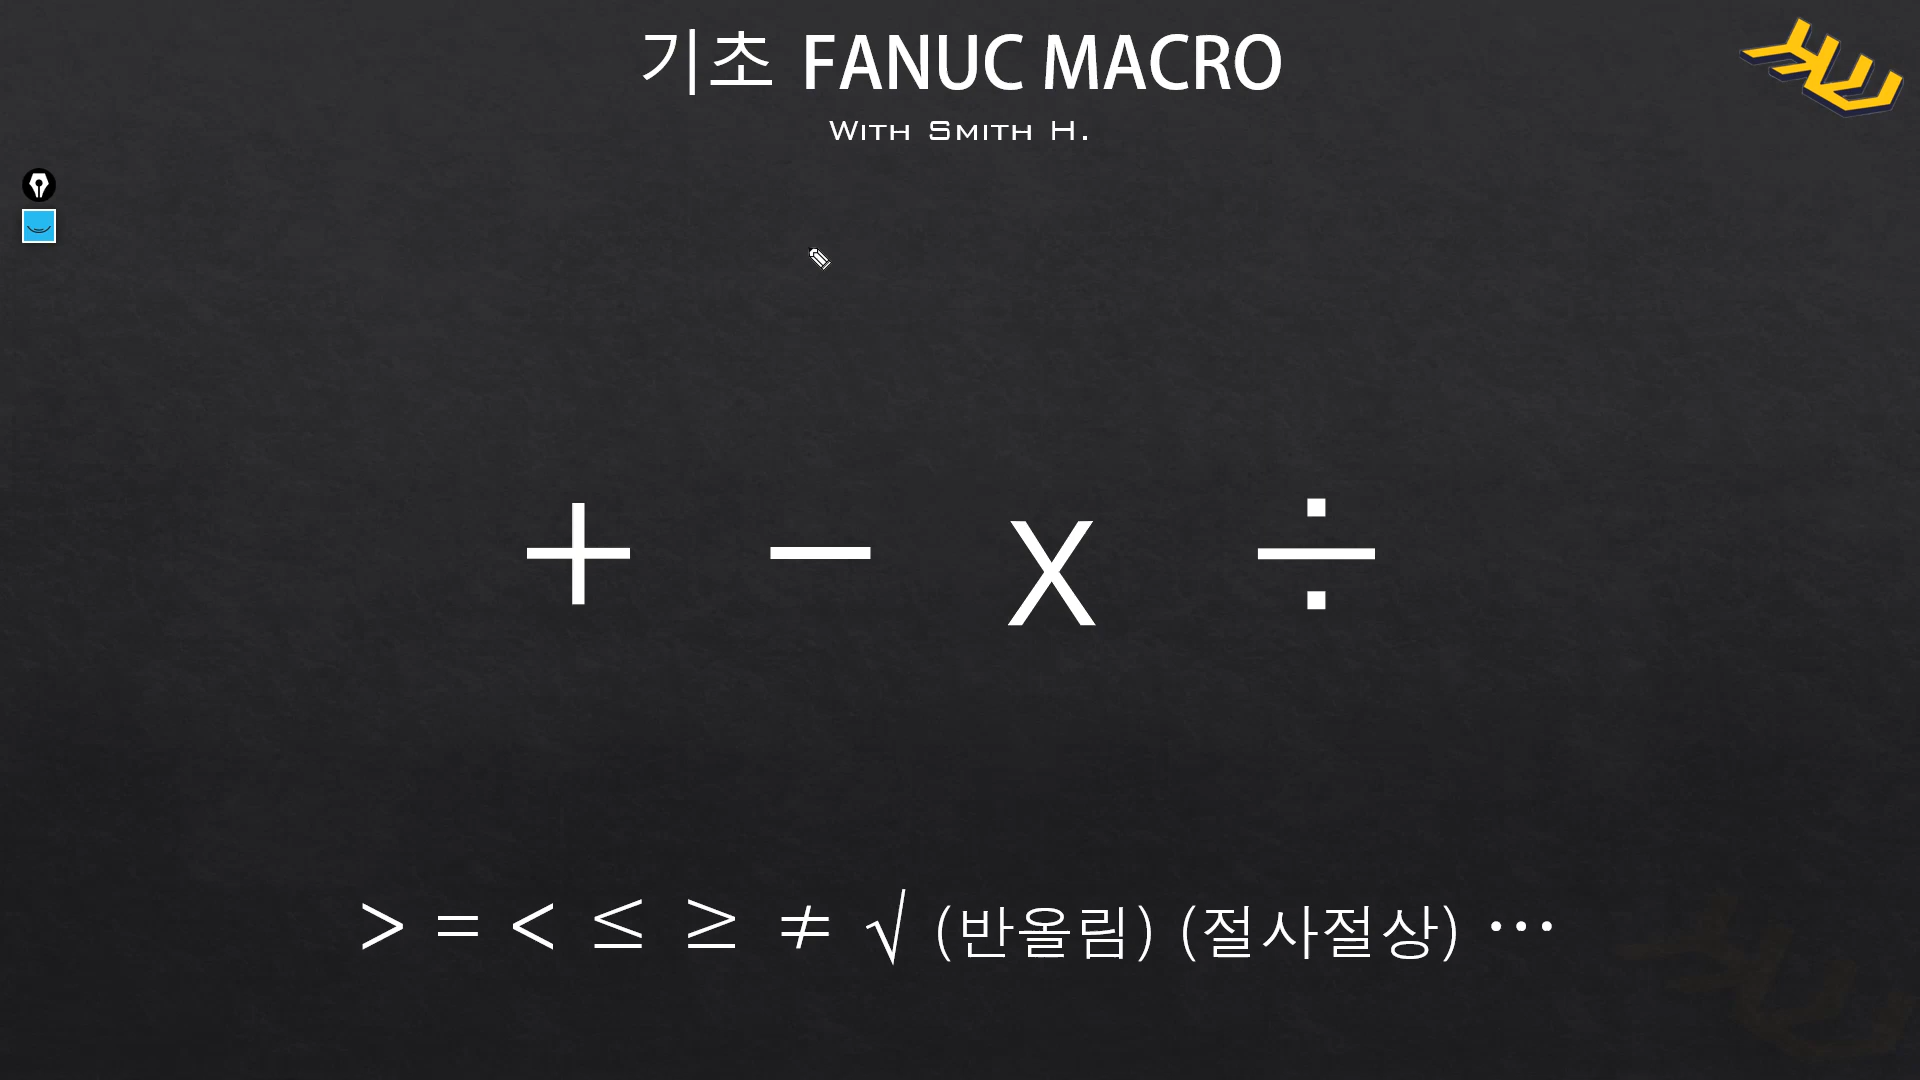 기초 FANUC MACRO
With Smith H.
+ − x ÷
> = < ≤ ≥ ≠ √ (반올림) (절사절상) …